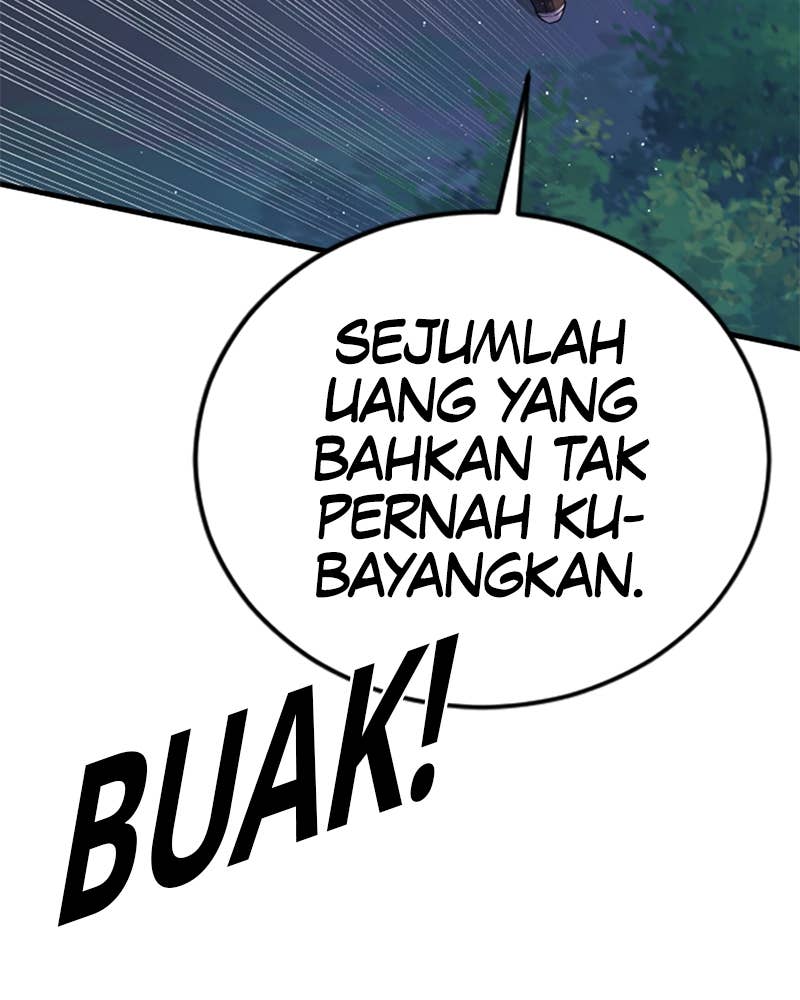 SEJUMLAH
UANG YANG
BAHKAN TAK
PERNAH KU-
BAYANGKAN.
BUAK!